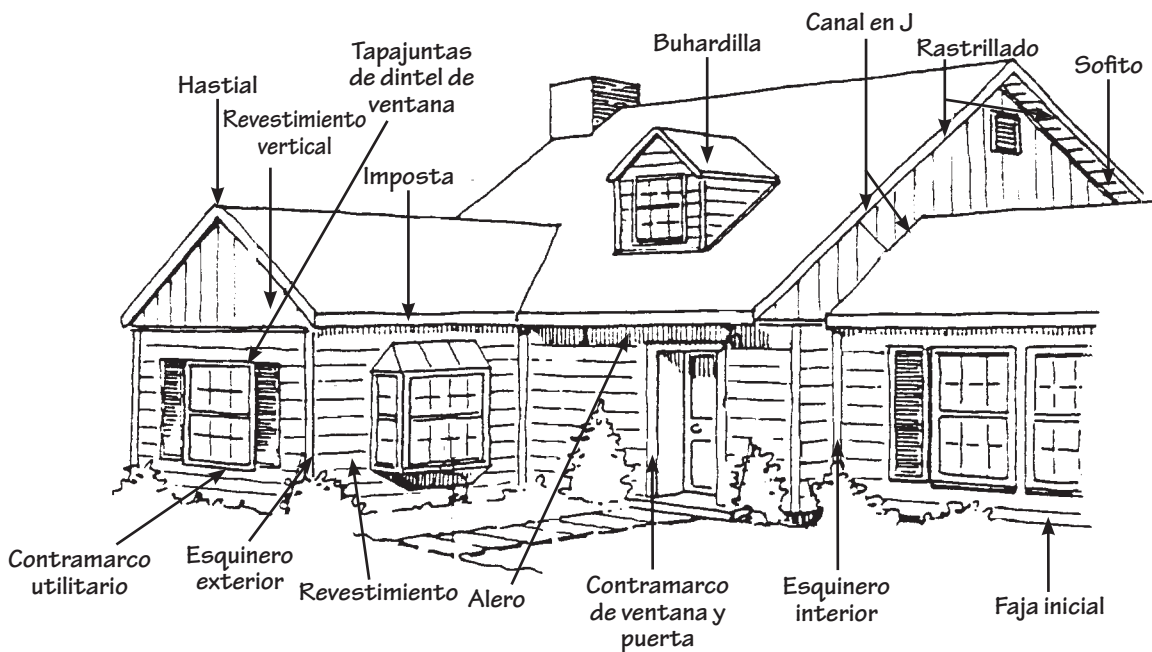 Hastial
Revestimiento
vertical
Tapajuntas
de dintel de
ventana
Imposta
Buhardilla
Canal en J
Rastrillado
Sofito
Contramarco
utilitario
Esquinero
exterior
Revestimiento
Alero
Contramarco
de ventana y
puerta
Esquinero
interior
Faja inicial